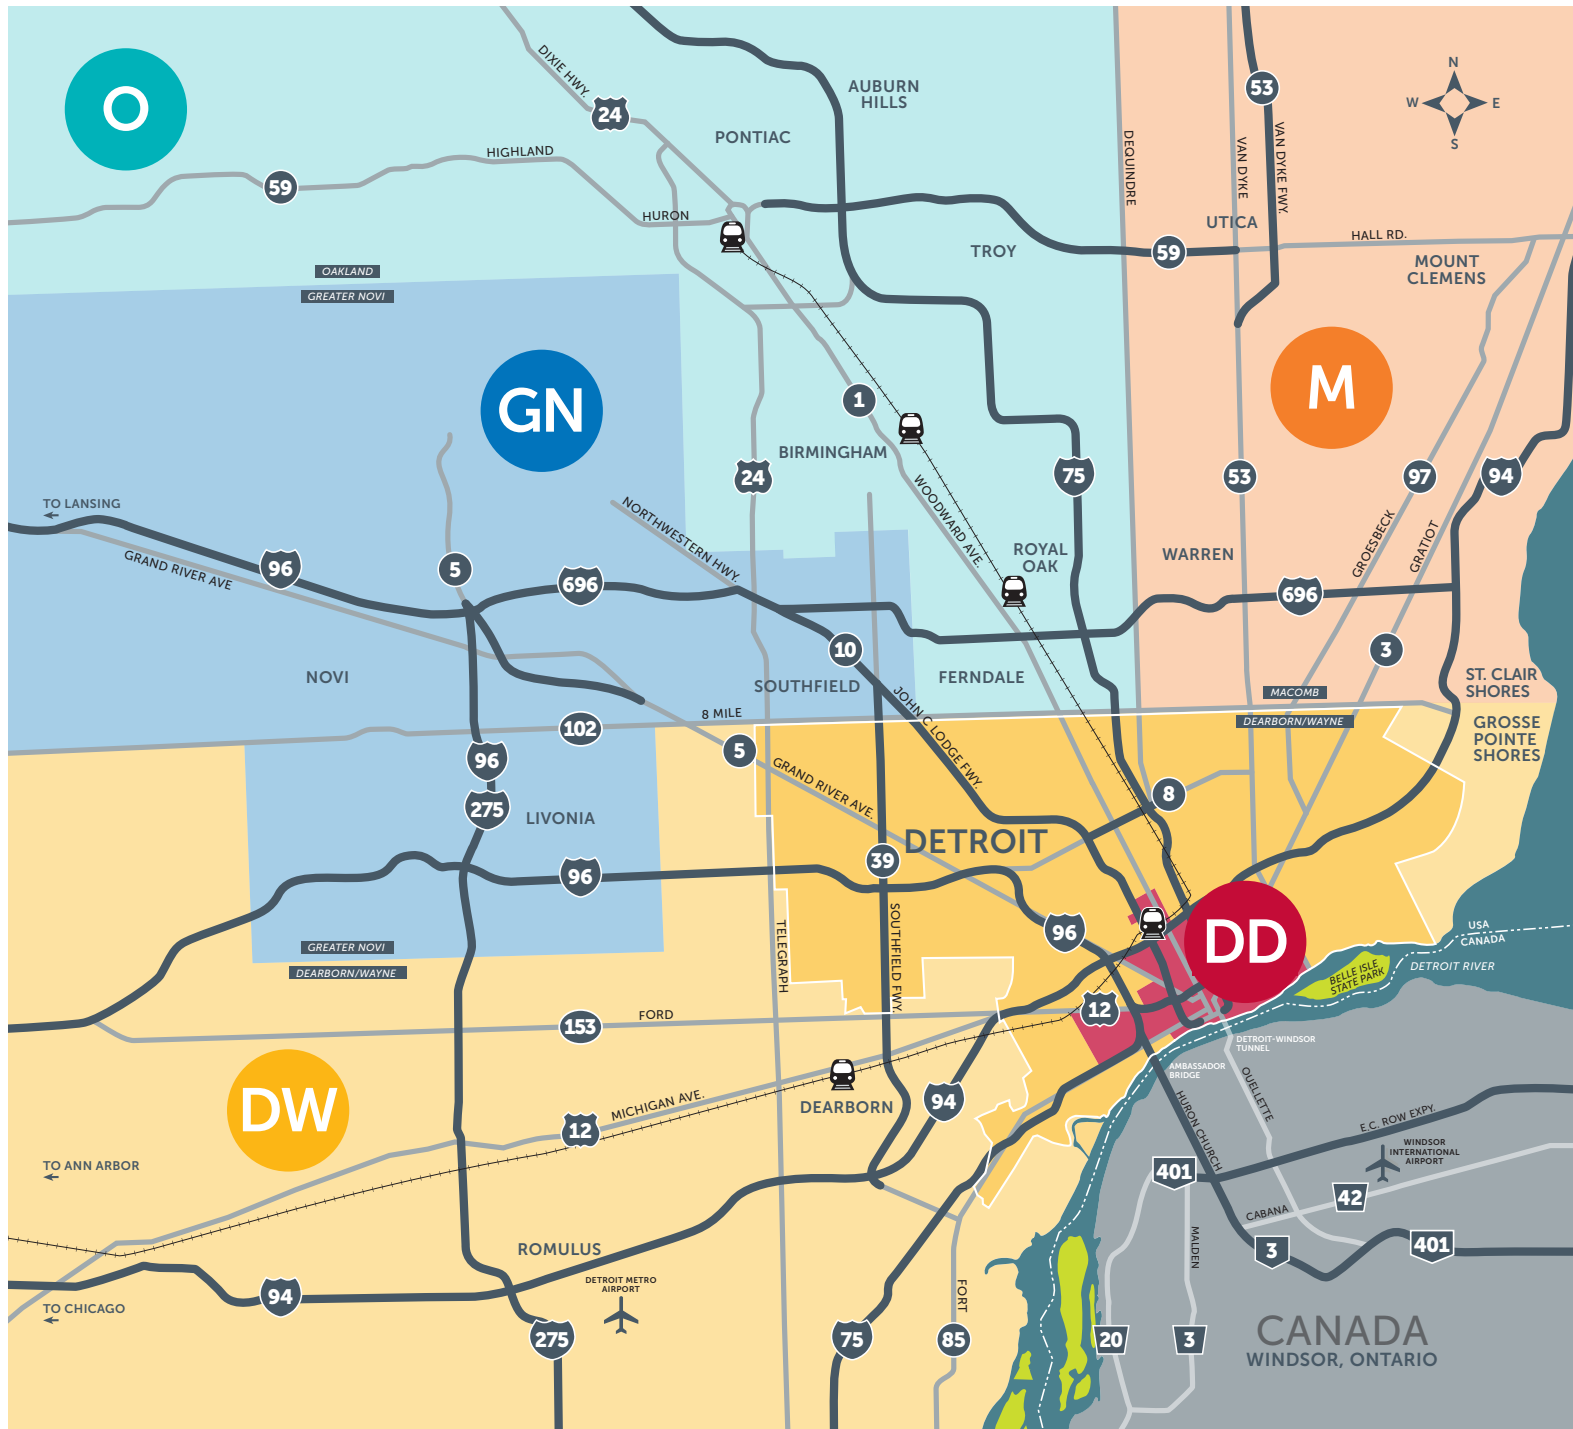 O
DIXIE HWY.
24
AUBURN
HILLS
53
N
W
E
S
PONTIAC
HIGHLAND
59
HURON
DEQUINDRE
VAN DYKE
VAN DYKE FWY.
UTICA
HALL RD.
TROY
59
MOUNT
CLEMENS
OAKLAND
GREATER NOVI
GN
1
M
BIRMINGHAM
24
75
53
97
94
TO LANSING
NORTHWESTERN HWY.
WOODWARD AVE.
GROESBECK
GRATIOT
GRAND RIVER AVE
96
5
696
ROYAL
OAK
WARREN
696
10
3
NOVI
SOUTHFIELD
FERNDALE
JOHN C LODGE FWY.
MACOMB
DEARBORN/WAYNE
ST. CLAIR
SHORES
GROSSE
POINTE
SHORES
8 MILE
102
5
96
GRAND RIVER AVE.
8
275
LIVONIA
DETROIT
39
96
TELEGRAPH
SOUTHFIELD FWY.
96
DD
USA
CANADA
DETROIT RIVER
BELLE ISLE
STATE PARK
GREATER NOVI
DEARBORN/WAYNE
12
153
FORD
DETROIT-WINDSOR
TUNNEL
AMBASSADOR
BRIDGE
OUELLETTE
HURON CHURCH
DW
MICHIGAN AVE.
12
DEARBORN
94
E.C. ROW EXPY.
WINDSOR
INTERNATIONAL
AIRPORT
TO ANN ARBOR
401
42
CABANA
MALDEN
3
401
ROMULUS
DETROIT METRO
AIRPORT
94
TO CHICAGO
275
75
FORT
85
20
3
CANADA
WINDSOR, ONTARIO